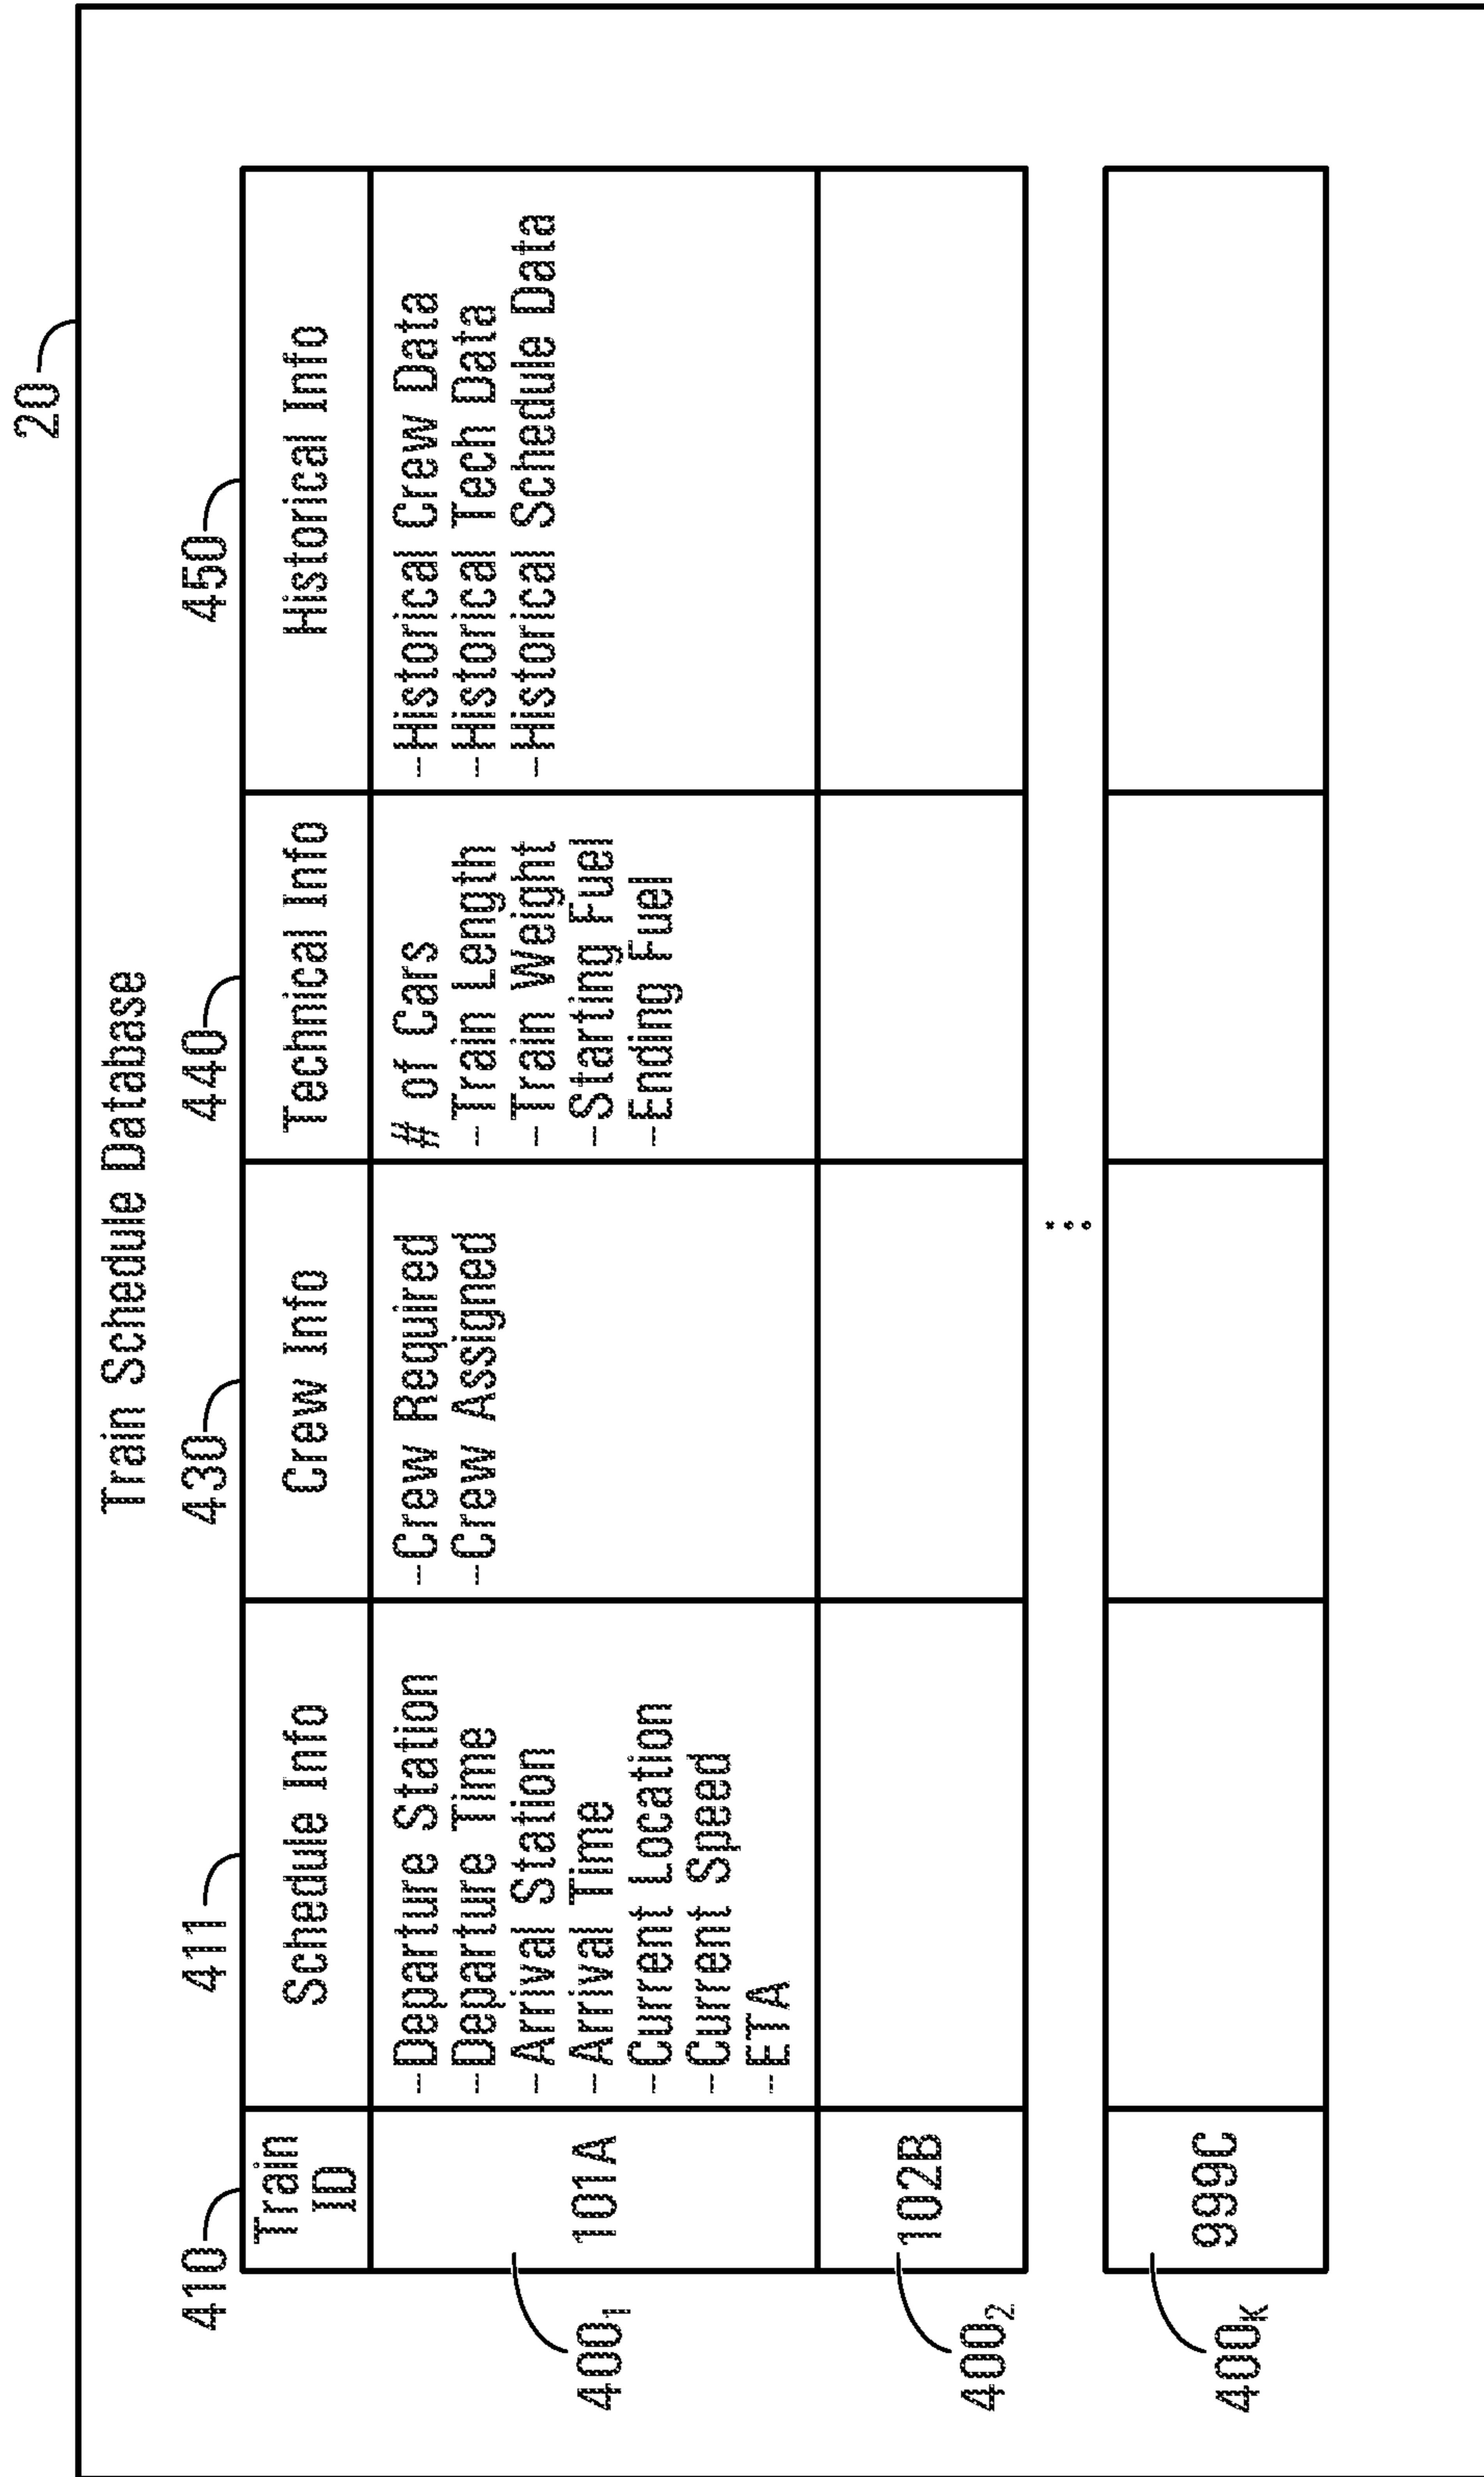 20
Train Schedule Database
410
411
430
440
450
Train
ID
Schedule Info
Crew Info
Technical Info
Historical Info
400₁
101A
--Departure Station
--Departure Time
--Arrival Station
--Arrival Time
--Current Location
--Current Speed
--ETA
--Crew Required
--Crew Assigned
# of Cars
--Train Length
--Train Weight
--Starting Fuel
--Ending Fuel
--Historical Crew Data
--Historical Tech Data
--Historical Schedule Data
400₂
102B
400K
999C